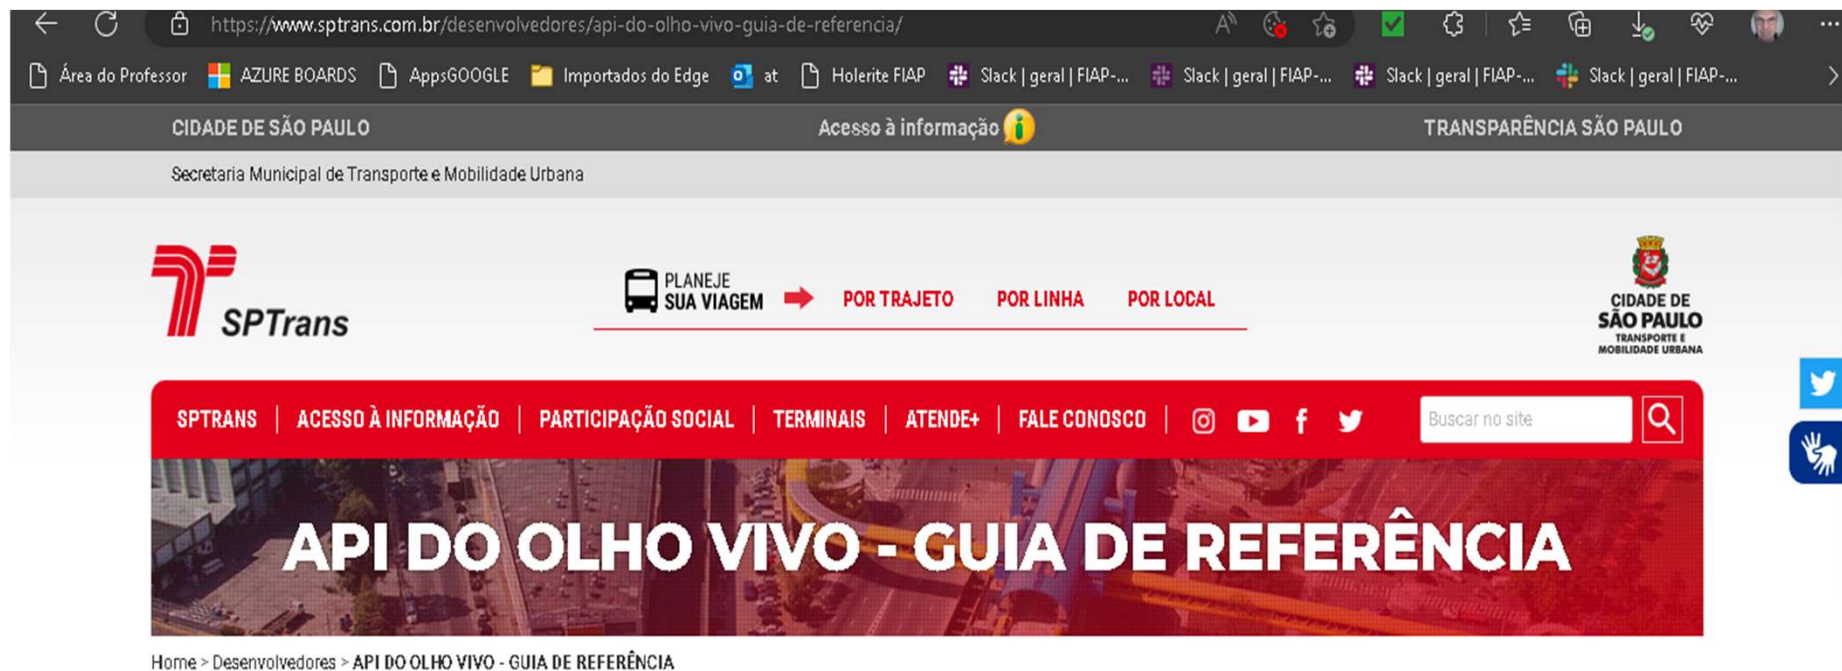 https://www.sptrans.com.br/desenvolvedores/api-do-olho-vivo-guia-de-referencia/
Área do Professor AZURE BOARDS AppsGOOGLE Importados do Edge at Holerite FIAP Slack | geral | FIAP-... Slack | geral | FIAP-... Slack | geral | FIAP-... Slack | geral | FIAP-...
CIDADE DE SÃO PAULO Acesso à informação TRANSPARÊNCIA SÃO PAULO
Secretaria Municipal de Transporte e Mobilidade Urbana
SPTrans
PLANEJE
SUA VIAGEM POR TRAJETO POR LINHA POR LOCAL
CIDADE DE
SÃO PAULO
TRANSPORTE E
MOBILIDADE URBANA
SPTRANS | ACESSO À INFORMAÇÃO | PARTICIPAÇÃO SOCIAL | TERMINAIS | ATENDE+ | FALE CONOSCO | Buscar no site
API DO OLHO VIVO - GUIA DE REFERÊNCIA
Home > Desenvolvedores > API DO OLHO VIVO - GUIA DE REFERÊNCIA